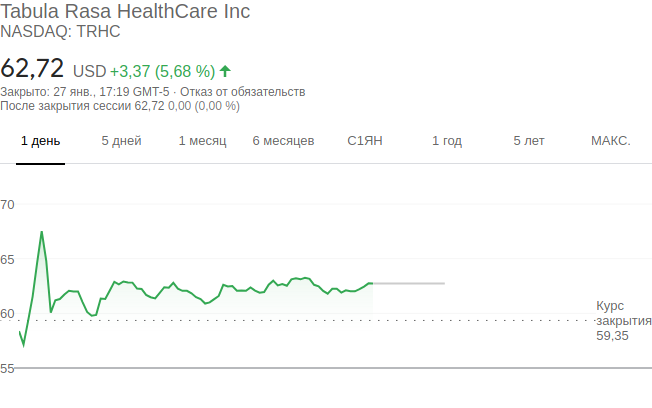 Tabula Rasa HealthCare Inc
NASDAQ: TRHC
62,72 USD +3,37 (5,68 %)
Закрыто: 27 янв., 17:19 GMT-5 · Отказ от обязательств
После закрытия сессии 62,72 0,00 (0,00 %)
1 день 5 дней 1 месяц 6 месяцев С1ЯН 1 год 5 лет МАКС.
70
65
60
Курс
закрытия
59,35
55